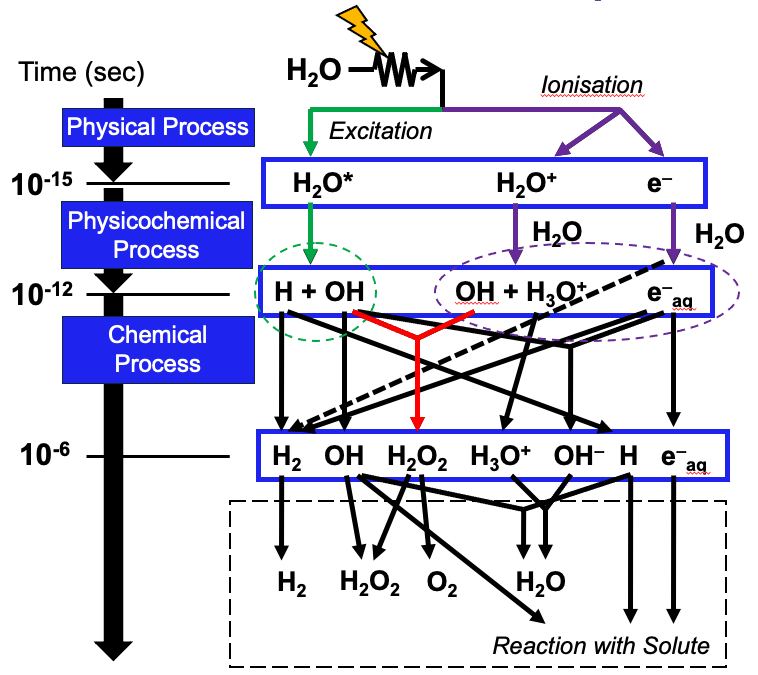 Time (sec)
H₂O
Ionisation
Physical Process
Excitation
10⁻¹⁵
H₂O* H₂O⁺ e⁻
Physicochemical
Process
H₂O H₂O
10⁻¹²
H + OH OH + H₃O⁺ e⁻aq
Chemical
Process
10⁻⁶
H₂ OH H₂O₂ H₃O⁺ OH⁻ H e⁻aq
H₂ H₂O₂ O₂ H₂O
Reaction with Solute